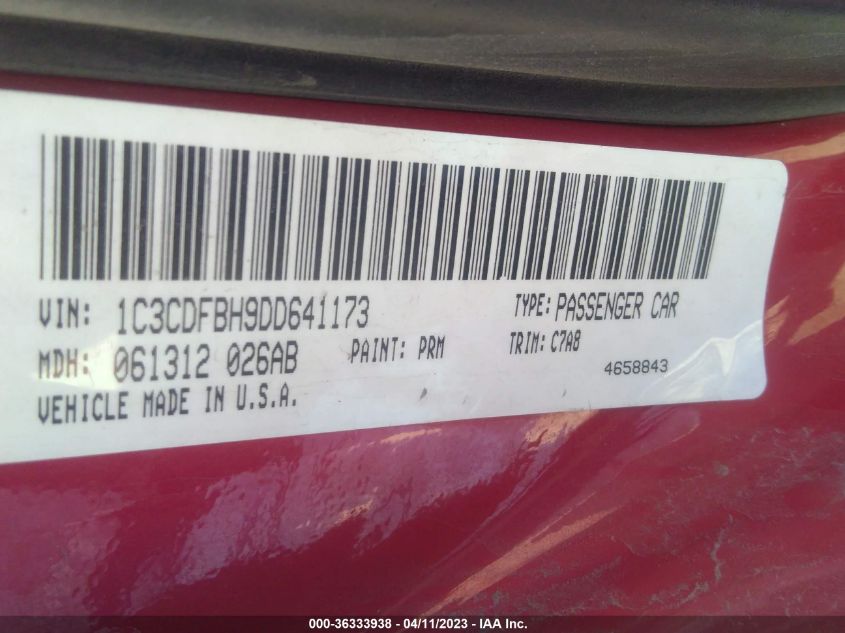 VIN: 1C3CDFBH9DD641173 TYPE: PASSENGER CAR
MDH: 061312 026AB PAINT: PRM TRIM: C7A8
VEHICLE MADE IN U.S.A. 4658843
000-36333938 - 04/11/2023 - IAA Inc.